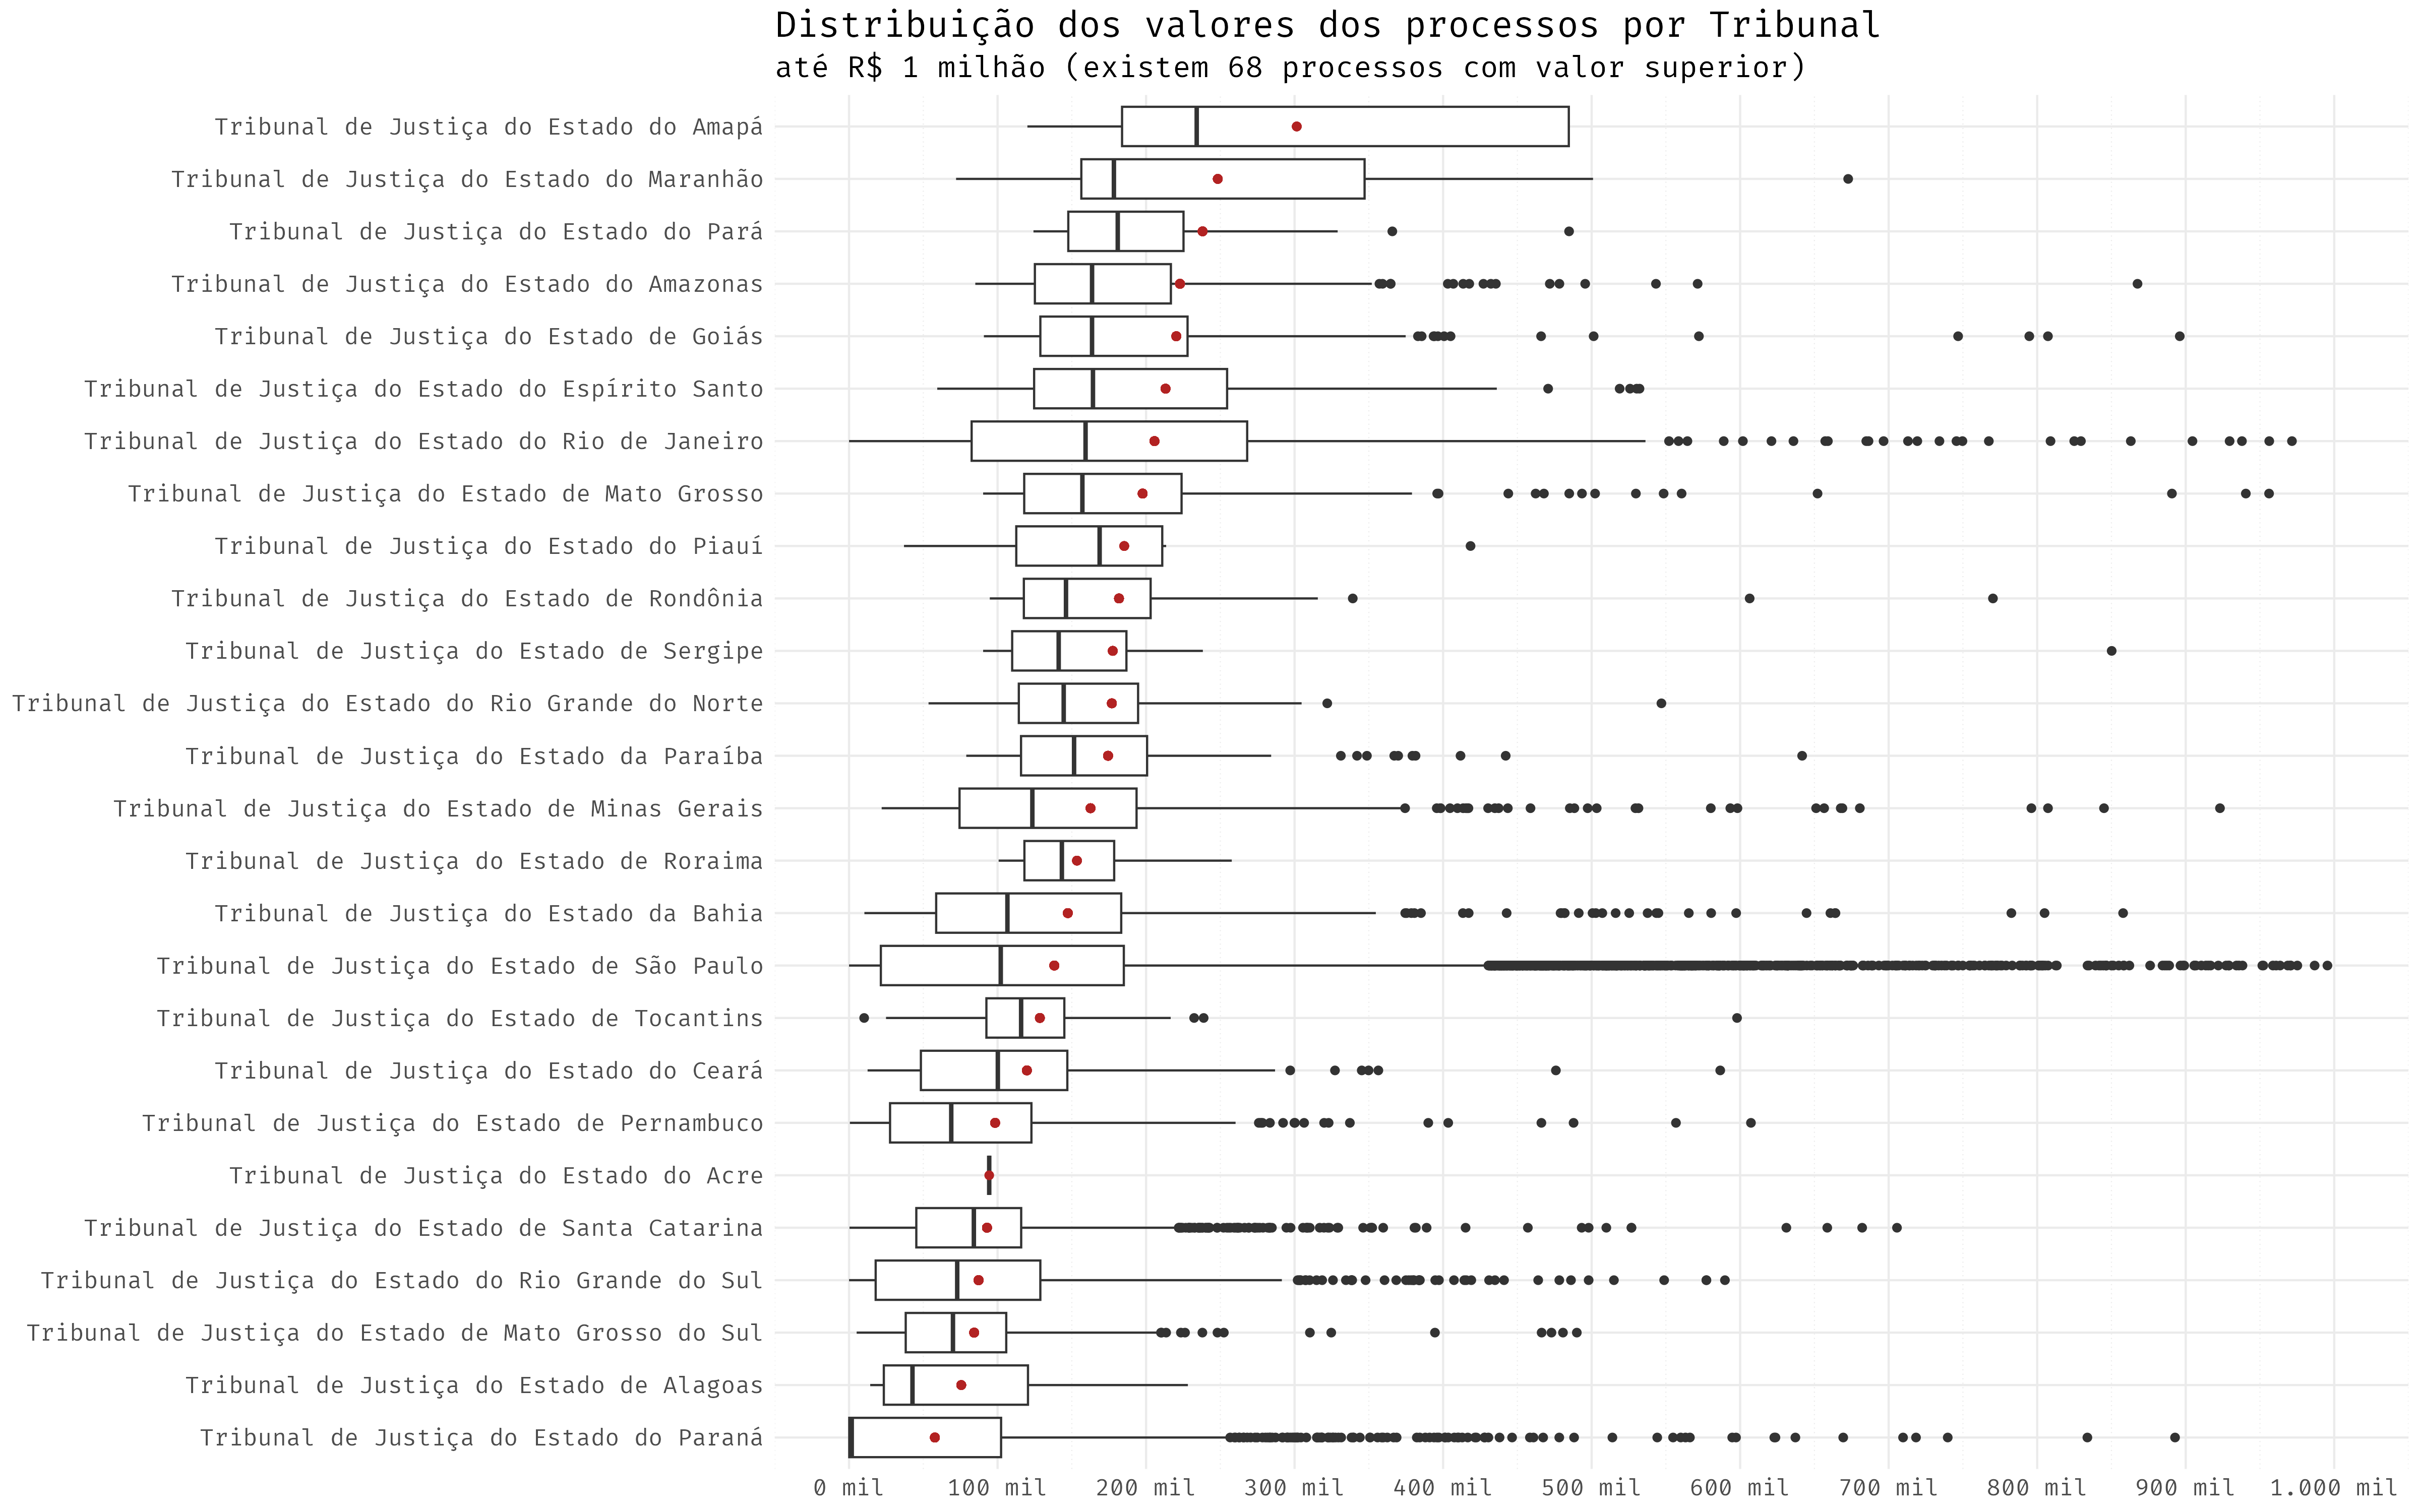 Distribuição dos valores dos processos por Tribunal
até R$ 1 milhão (existem 68 processos com valor superior)
Tribunal de Justiça do Estado do Amapá
Tribunal de Justiça do Estado do Maranhão
Tribunal de Justiça do Estado do Pará
Tribunal de Justiça do Estado do Amazonas
Tribunal de Justiça do Estado de Goiás
Tribunal de Justiça do Estado do Espírito Santo
Tribunal de Justiça do Estado do Rio de Janeiro
Tribunal de Justiça do Estado de Mato Grosso
Tribunal de Justiça do Estado do Piauí
Tribunal de Justiça do Estado de Rondônia
Tribunal de Justiça do Estado de Sergipe
Tribunal de Justiça do Estado do Rio Grande do Norte
Tribunal de Justiça do Estado da Paraíba
Tribunal de Justiça do Estado de Minas Gerais
Tribunal de Justiça do Estado de Roraima
Tribunal de Justiça do Estado da Bahia
Tribunal de Justiça do Estado de São Paulo
Tribunal de Justiça do Estado de Tocantins
Tribunal de Justiça do Estado do Ceará
Tribunal de Justiça do Estado de Pernambuco
Tribunal de Justiça do Estado do Acre
Tribunal de Justiça do Estado de Santa Catarina
Tribunal de Justiça do Estado do Rio Grande do Sul
Tribunal de Justiça do Estado de Mato Grosso do Sul
Tribunal de Justiça do Estado de Alagoas
Tribunal de Justiça do Estado do Paraná
0 mil 100 mil 200 mil 300 mil 400 mil 500 mil 600 mil 700 mil 800 mil 900 mil 1.000 mil